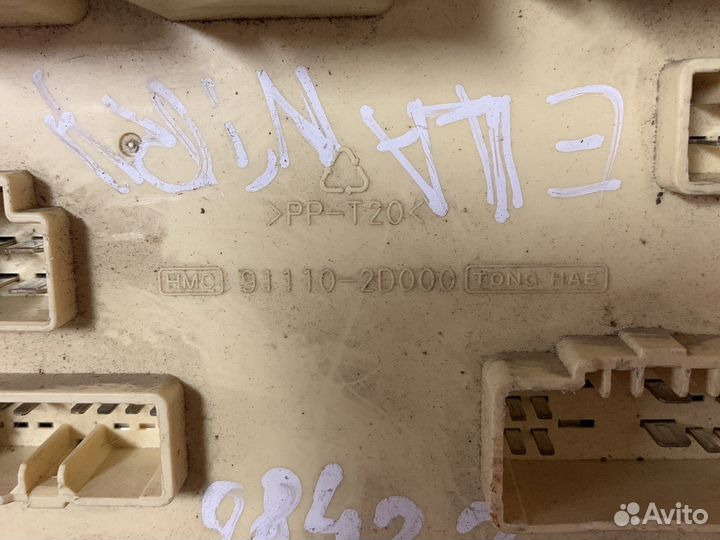 ELANTRA
>PP-T20<
HMC 91110-2D000 TONG HAE
Avito